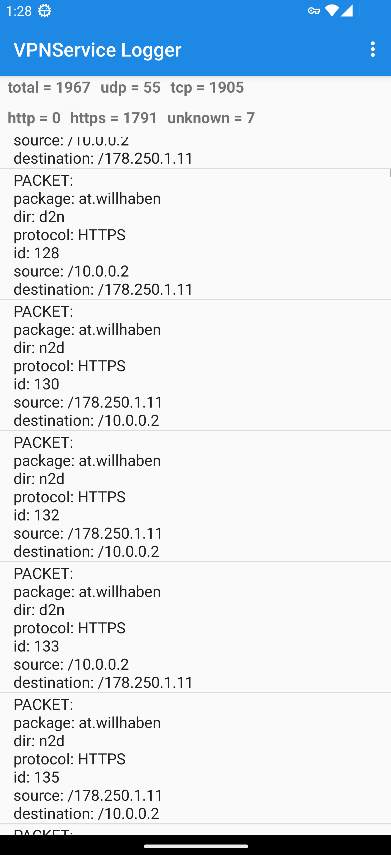 1:28
VPNService Logger
total = 1967 udp = 55 tcp = 1905
http = 0 https = 1791 unknown = 7
source: /10.0.0.2
destination: /178.250.1.11
PACKET:
package: at.willhaben
dir: d2n
protocol: HTTPS
id: 128
source: /10.0.0.2
destination: /178.250.1.11
PACKET:
package: at.willhaben
dir: n2d
protocol: HTTPS
id: 130
source: /178.250.1.11
destination: /10.0.0.2
PACKET:
package: at.willhaben
dir: n2d
protocol: HTTPS
id: 132
source: /178.250.1.11
destination: /10.0.0.2
PACKET:
package: at.willhaben
dir: d2n
protocol: HTTPS
id: 133
source: /10.0.0.2
destination: /178.250.1.11
PACKET:
package: at.willhaben
dir: n2d
protocol: HTTPS
id: 135
source: /178.250.1.11
destination: /10.0.0.2
PACKET: